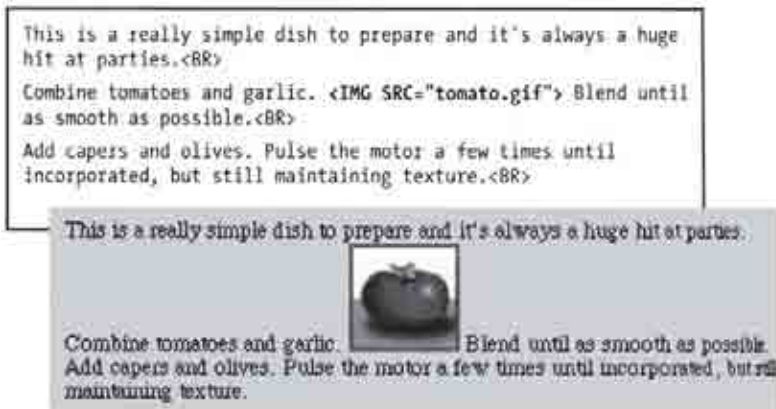 This is a really simple dish to prepare and it's always a huge
hit at parties.<BR>
Combine tomatoes and garlic. <IMG SRC="tomato.gif"> Blend until
as smooth as possible.<BR>
Add capers and olives. Pulse the motor a few times until
incorporated, but still maintaining texture.<BR>
This is a really simple dish to prepare and it's always a huge hit at parties.
Combine tomatoes and garlic. Blend until as smooth as possible.
Add capers and olives. Pulse the motor a few times until incorporated, but still
maintaining texture.